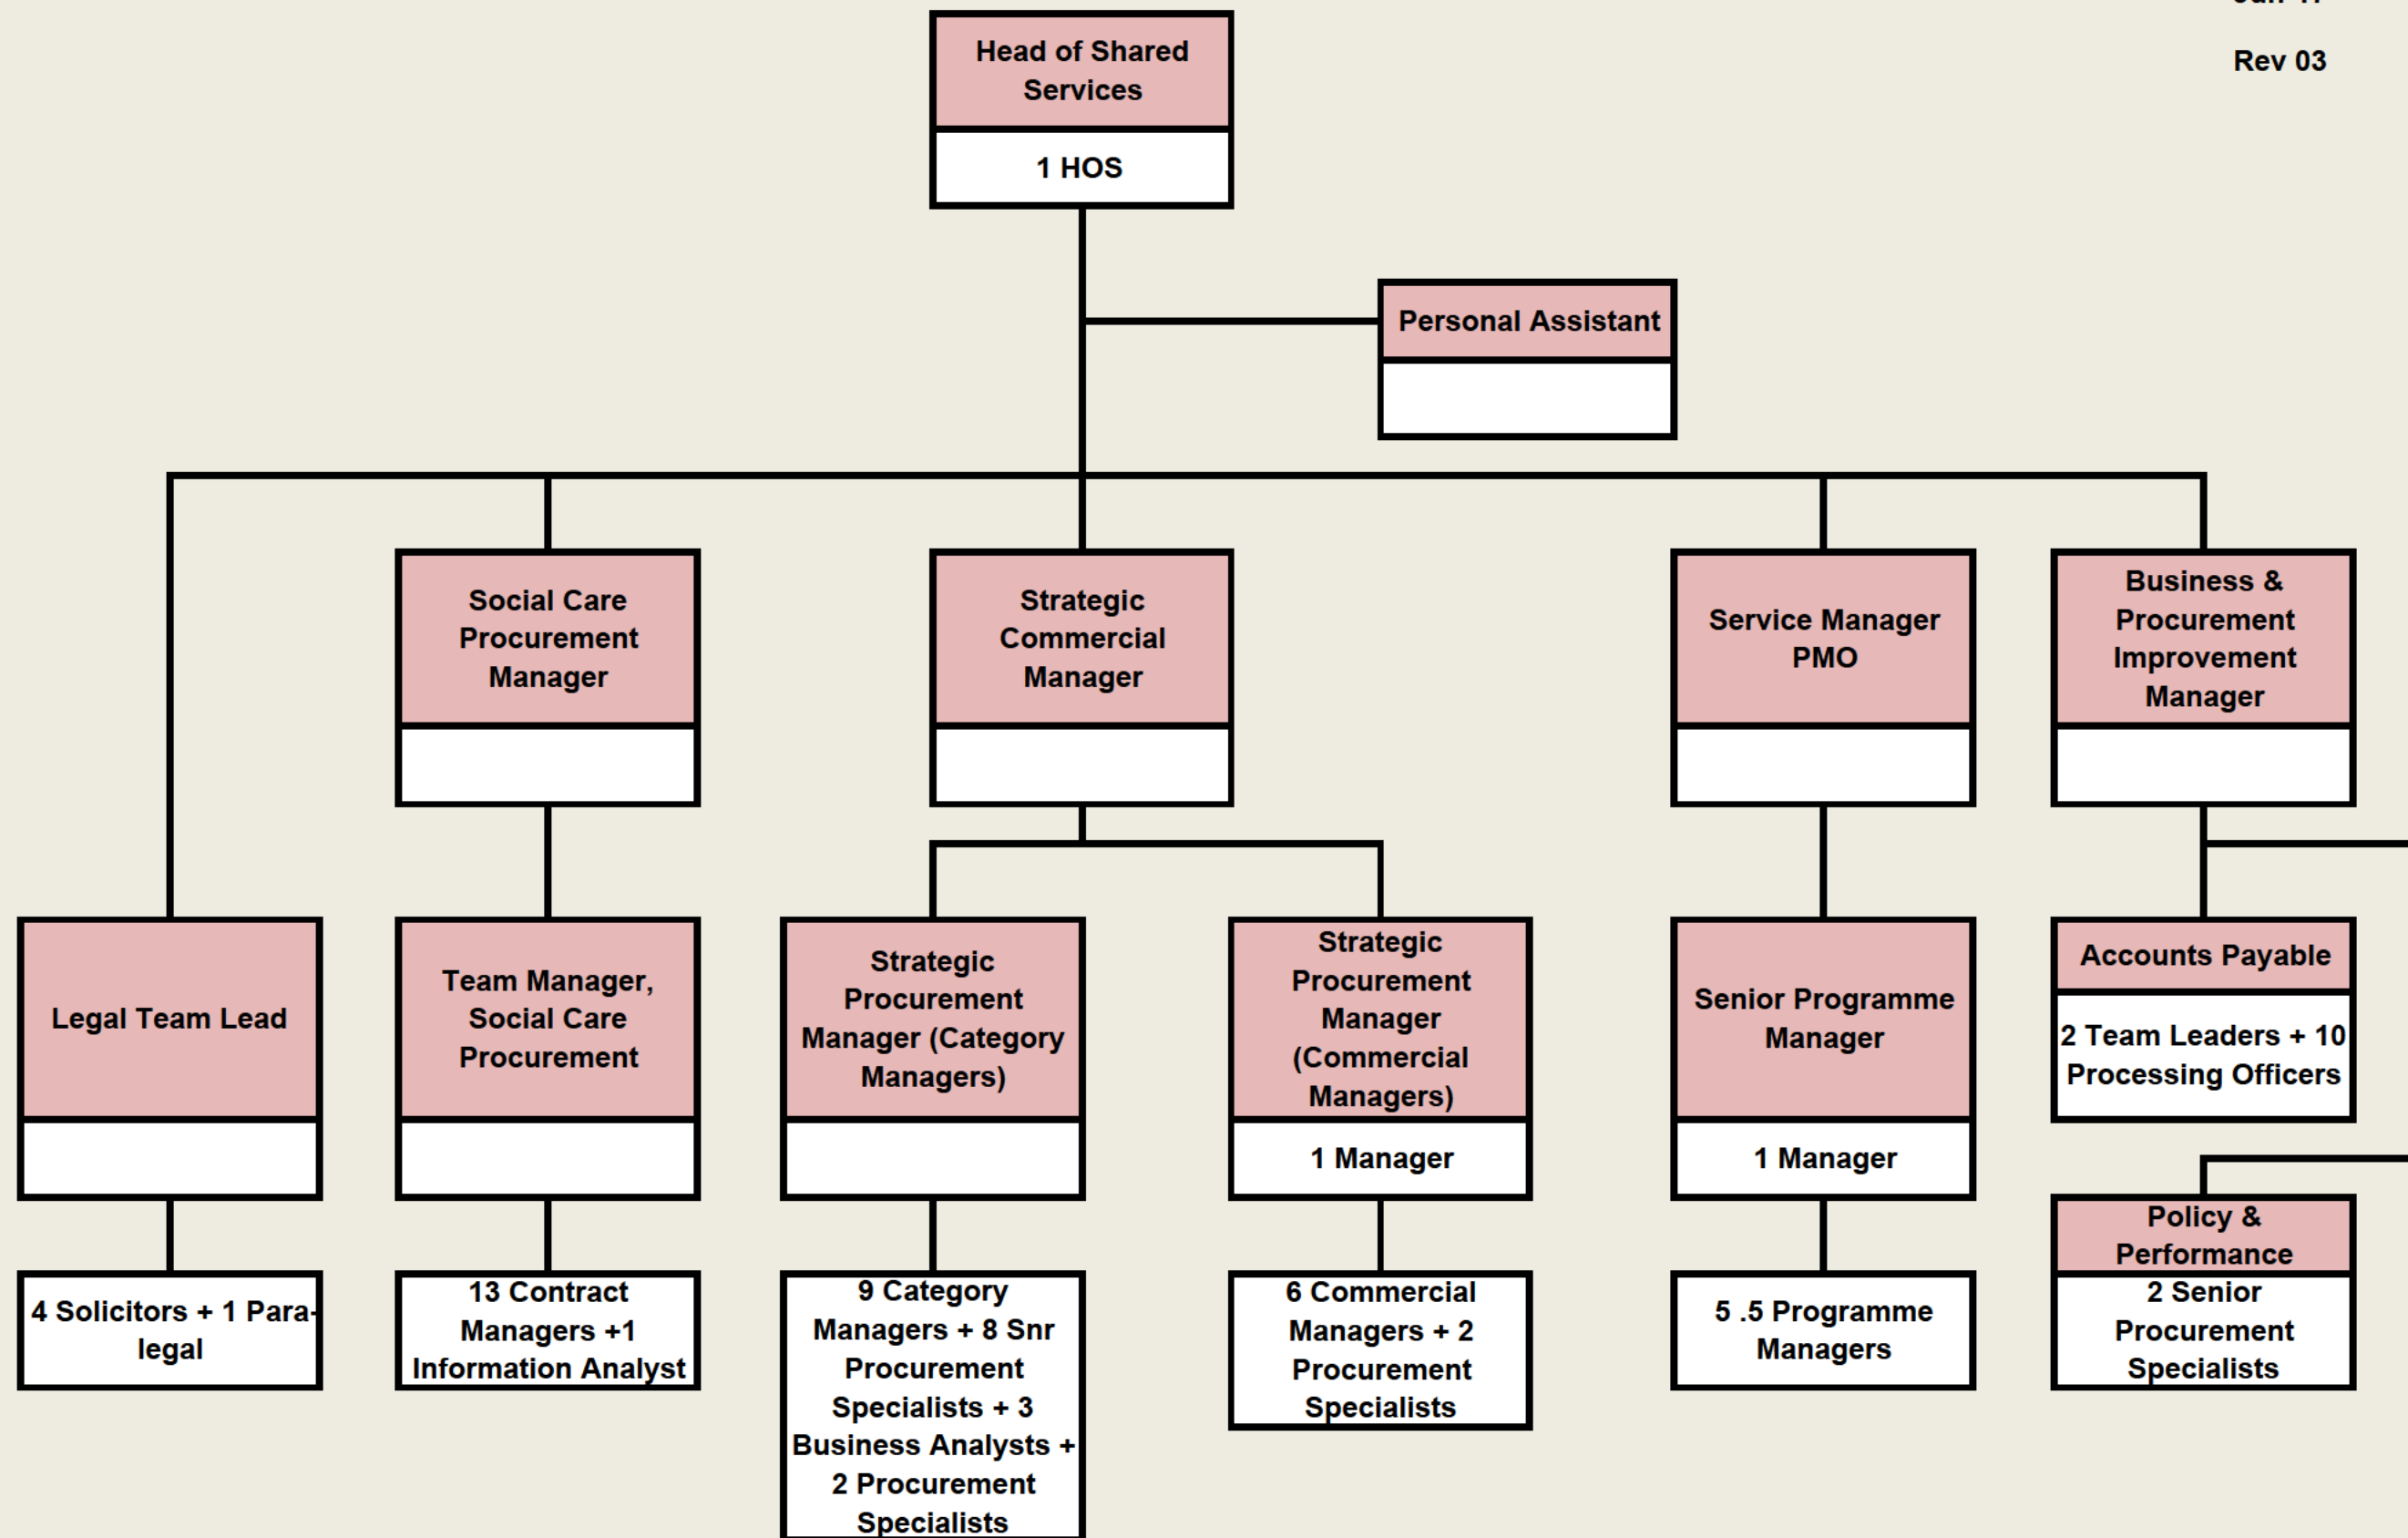 Rev 03
Head of Shared
Services
1 HOS
Personal Assistant
Social Care
Procurement
Manager
Strategic
Commercial
Manager
Service Manager
PMO
Business &
Procurement
Improvement
Manager
Legal Team Lead
Team Manager,
Social Care
Procurement
Strategic
Procurement
Manager (Category
Managers)
Strategic
Procurement
Manager
(Commercial
Managers)
1 Manager
Senior Programme
Manager
1 Manager
Accounts Payable
2 Team Leaders + 10
Processing Officers
4 Solicitors + 1 Para-
legal
13 Contract
Managers +1
Information Analyst
9 Category
Managers + 8 Snr
Procurement
Specialists + 3
Business Analysts +
2 Procurement
Specialists
6 Commercial
Managers + 2
Procurement
Specialists
5 .5 Programme
Managers
Policy &
Performance
2 Senior
Procurement
Specialists